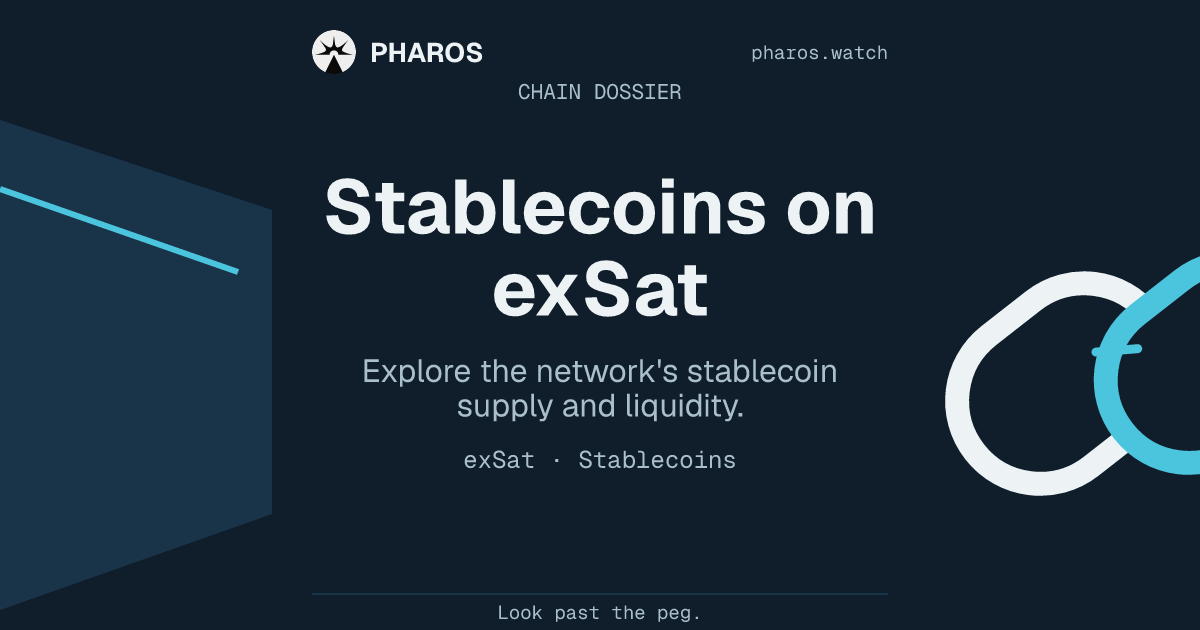 PHAROS
pharos.watch
CHAIN DOSSIER
Stablecoins on
exSat
Explore the network's stablecoin
supply and liquidity.
exSat · Stablecoins
Look past the peg.